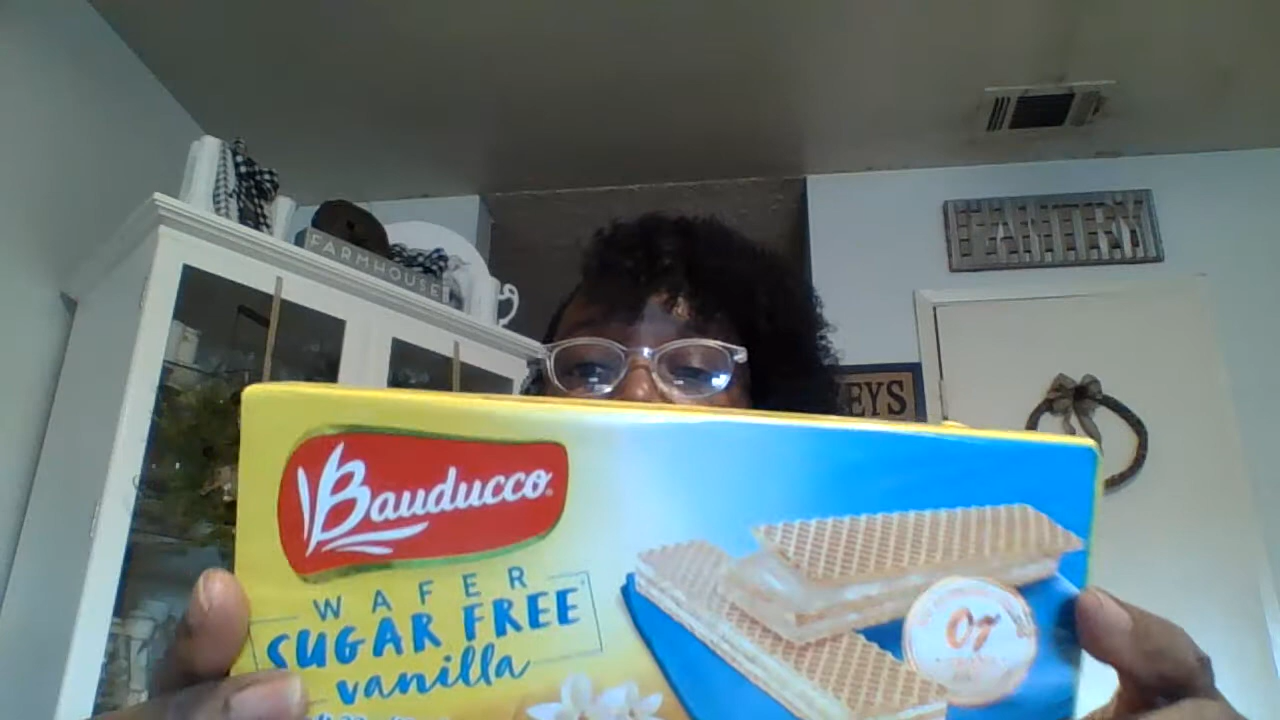 PANTRY
FARMHOUSE
EYS
Bauducco
WAFER
SUGAR FREE
vanilla